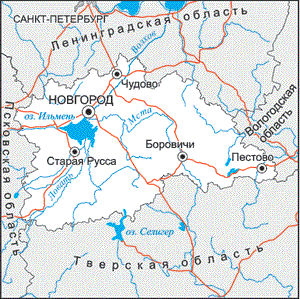 САНКТ-ПЕТЕРБУРГ
Ленинградская область
Волхов
Чудово
НОВГОРОД
оз. Ильмень
Мста
Вологодская область
Псковская область
Боровичи
Старая Русса
Пестово
Ловать
оз. Селигер
Тверская область